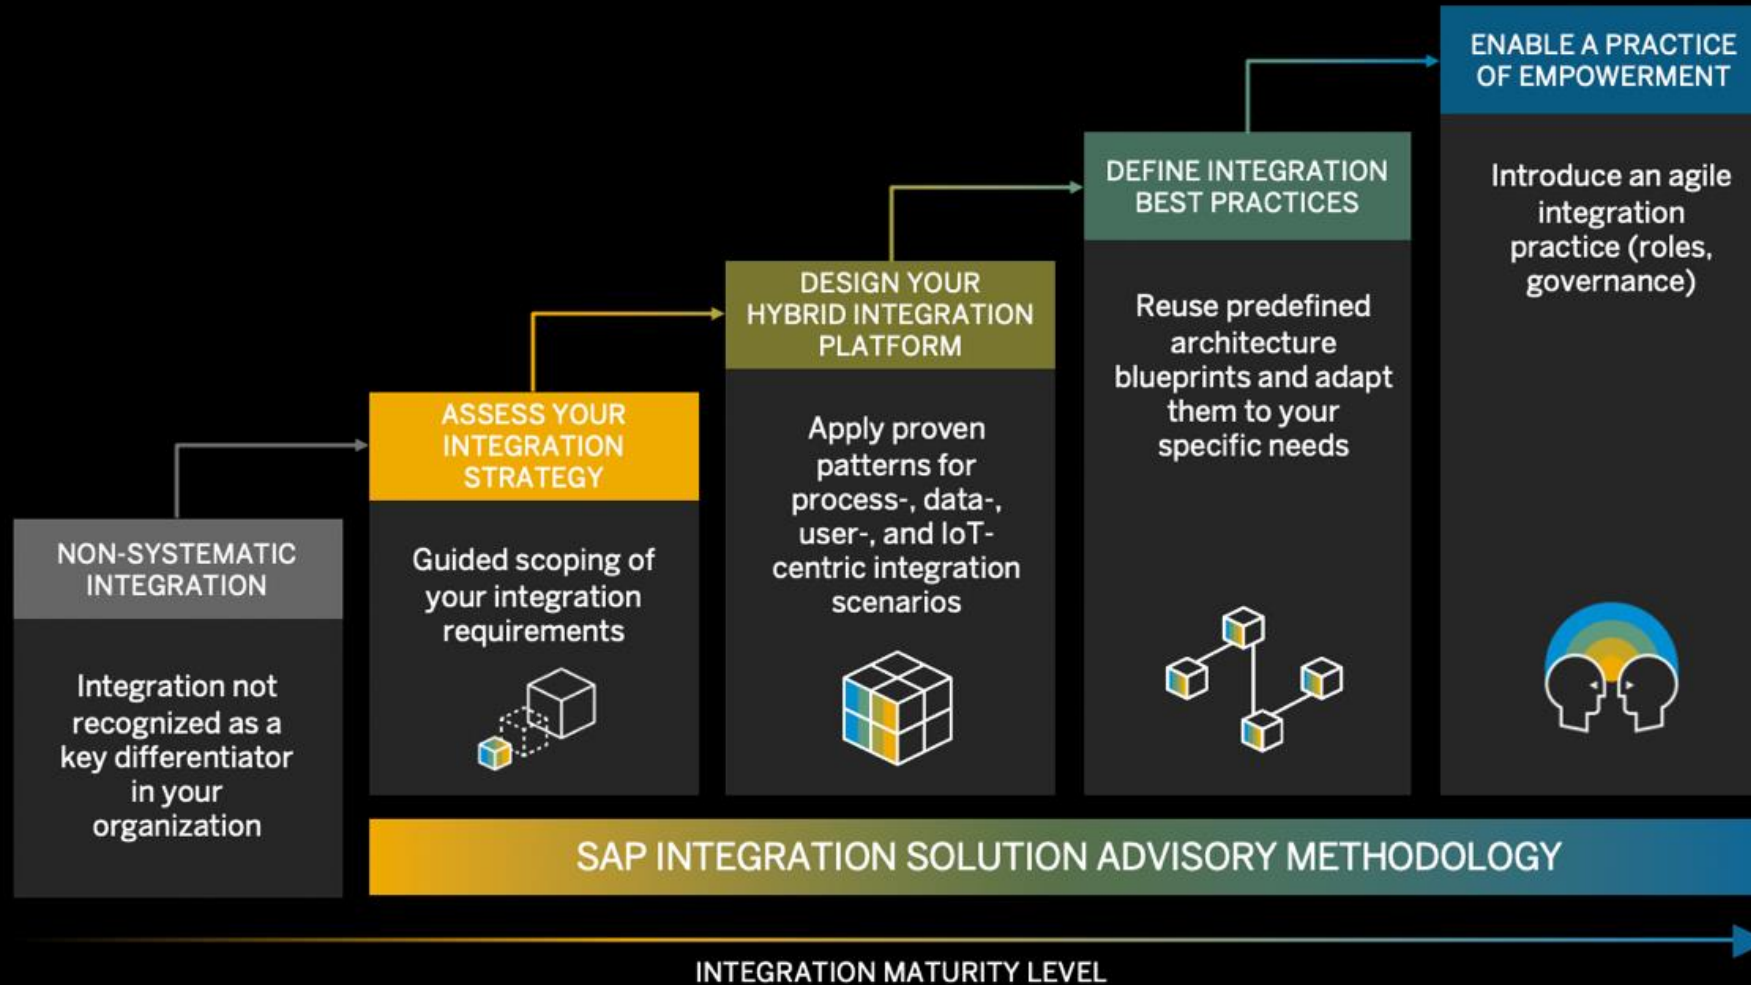 NON-SYSTEMATIC
INTEGRATION
Integration not
recognized as a
key differentiator
in your
organization
ASSESS YOUR
INTEGRATION
STRATEGY
Guided scoping of
your integration
requirements
DESIGN YOUR
HYBRID INTEGRATION
PLATFORM
Apply proven
patterns for
process-, data-,
user-, and IoT-
centric integration
scenarios
DEFINE INTEGRATION
BEST PRACTICES
Reuse predefined
architecture
blueprints and adapt
them to your
specific needs
ENABLE A PRACTICE
OF EMPOWERMENT
Introduce an agile
integration
practice (roles,
governance)
SAP INTEGRATION SOLUTION ADVISORY METHODOLOGY
INTEGRATION MATURITY LEVEL